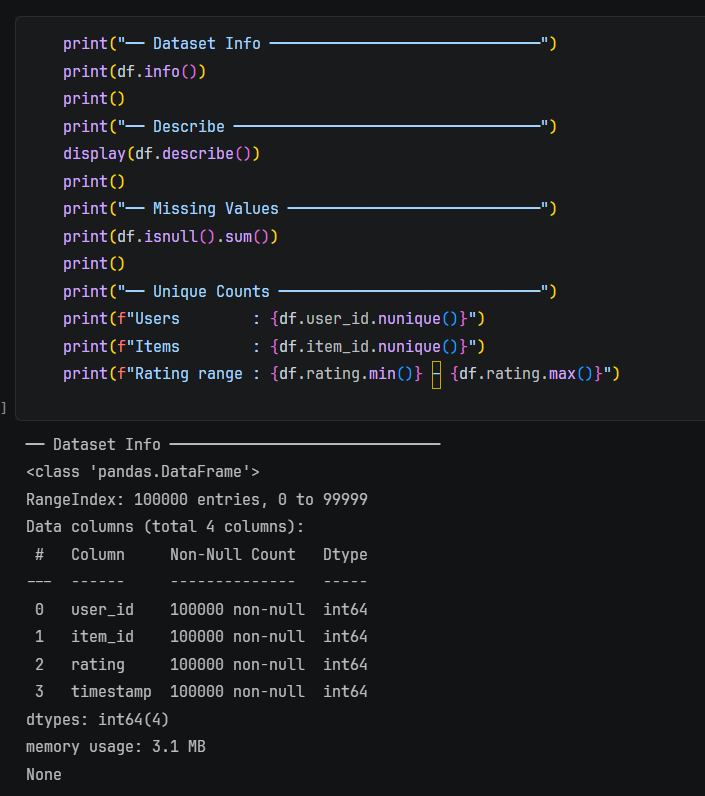 print("── Dataset Info ──────────────────────────────")
print(df.info())
print()
print("── Describe ──────────────────────────────────")
display(df.describe())
print()
print("── Missing Values ────────────────────────────")
print(df.isnull().sum())
print()
print("── Unique Counts ─────────────────────────────")
print(f"Users        : {df.user_id.nunique()}")
print(f"Items        : {df.item_id.nunique()}")
print(f"Rating range : {df.rating.min()} – {df.rating.max()}")
]
── Dataset Info ──────────────────────────────
<class 'pandas.DataFrame'>
RangeIndex: 100000 entries, 0 to 99999
Data columns (total 4 columns):
 #   Column     Non-Null Count   Dtype
---  ------     --------------   -----
 0   user_id    100000 non-null  int64
 1   item_id    100000 non-null  int64
 2   rating     100000 non-null  int64
 3   timestamp  100000 non-null  int64
dtypes: int64(4)
memory usage: 3.1 MB
None